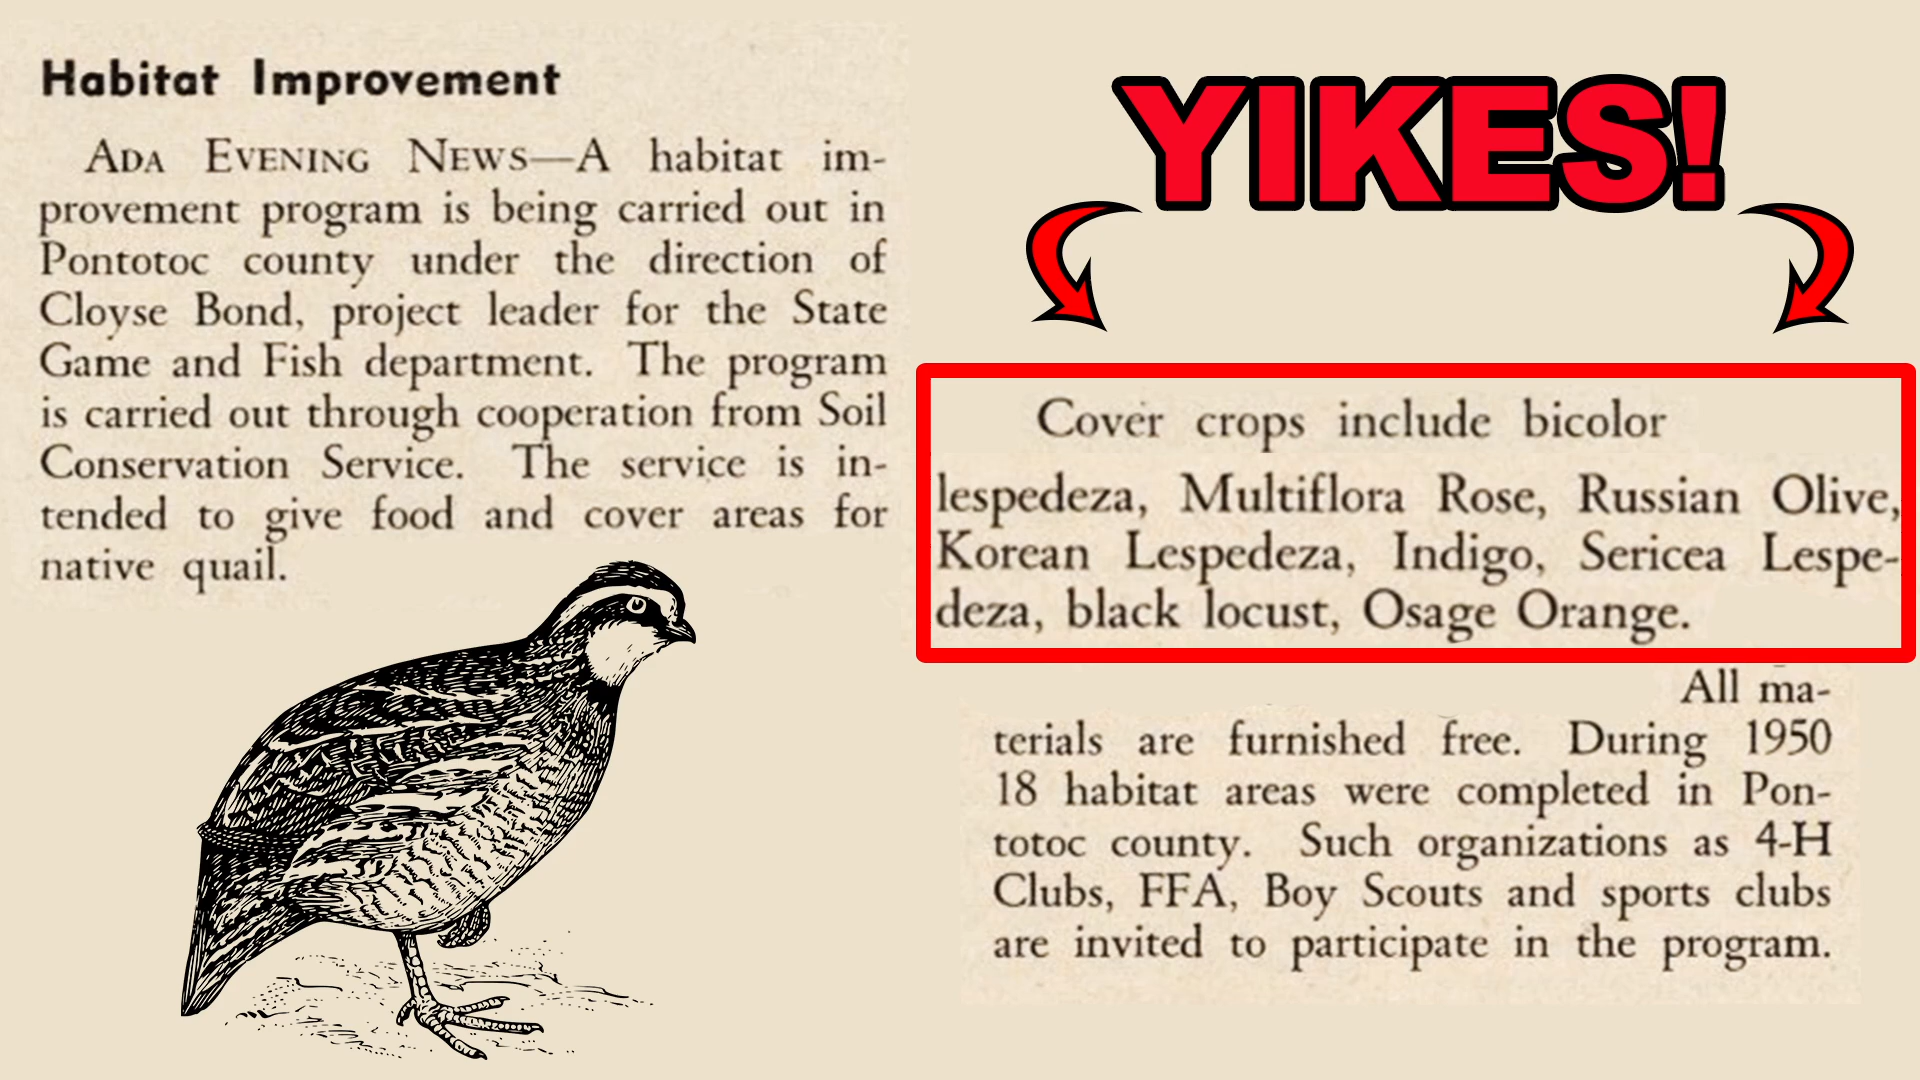 Habitat Improvement
ADA EVENING NEWS—A habitat im-
provement program is being carried out in
Pontotoc county under the direction of
Cloyse Bond, project leader for the State
Game and Fish department. The program
is carried out through cooperation from Soil
Conservation Service. The service is in-
tended to give food and cover areas for
native quail.
YIKES!
Cover crops include bicolor
lespedeza, Multiflora Rose, Russian Olive,
Korean Lespedeza, Indigo, Sericea Lespe-
deza, black locust, Osage Orange.
All ma-
terials are furnished free. During 1950
18 habitat areas were completed in Pon-
totoc county. Such organizations as 4-H
Clubs, FFA, Boy Scouts and sports clubs
are invited to participate in the program.